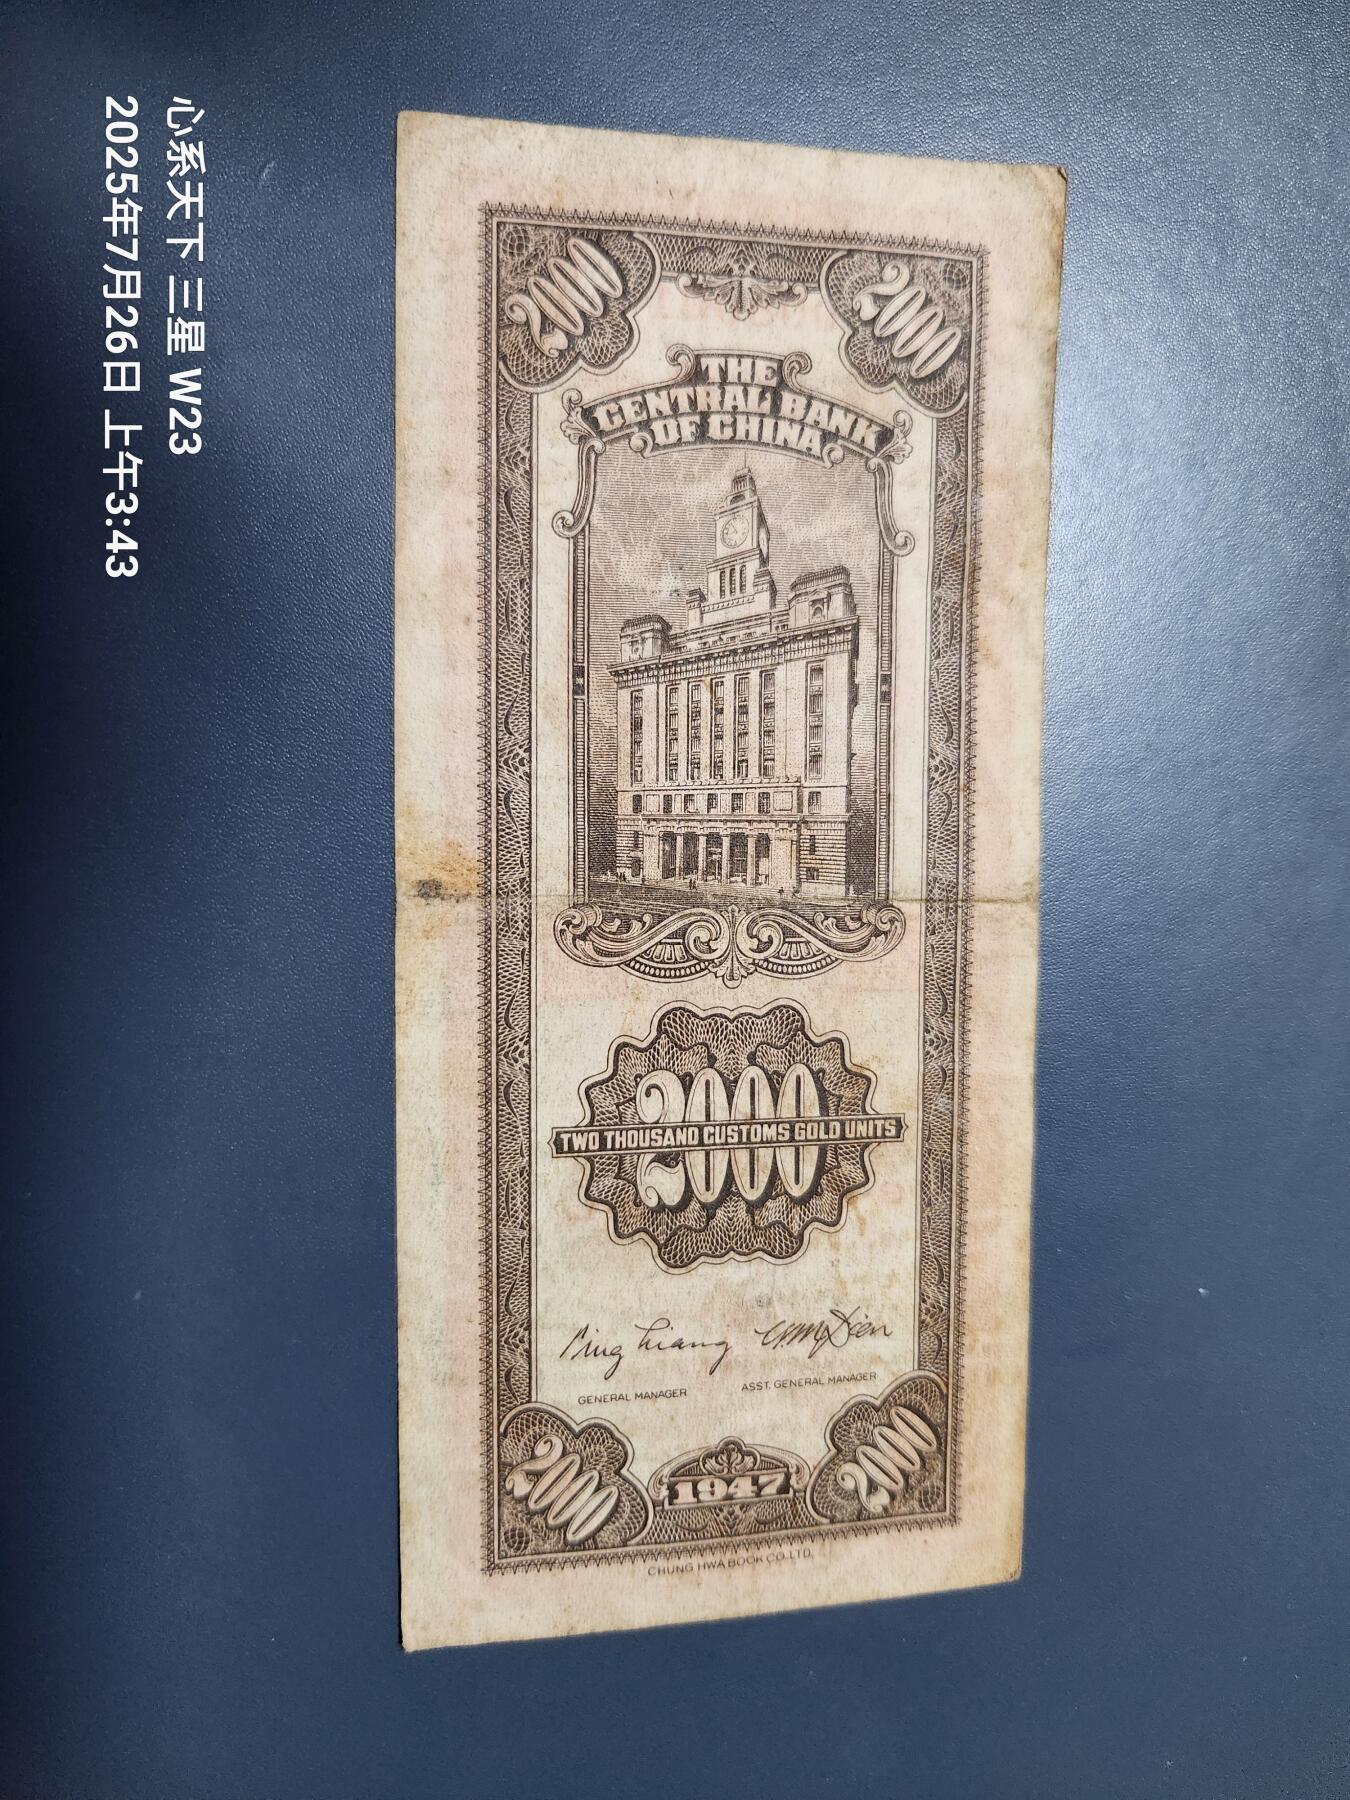 心系天下 三星 W23
2025年7月26日 上午3:43
2000
2000
THE
CENTRAL BANK
OF CHINA
2000
TWO THOUSAND CUSTOMS GOLD UNITS
GENERAL MANAGER
ASST. GENERAL MANAGER
2000
2000
1947
CHUNG HWA BOOK CO. LTD.